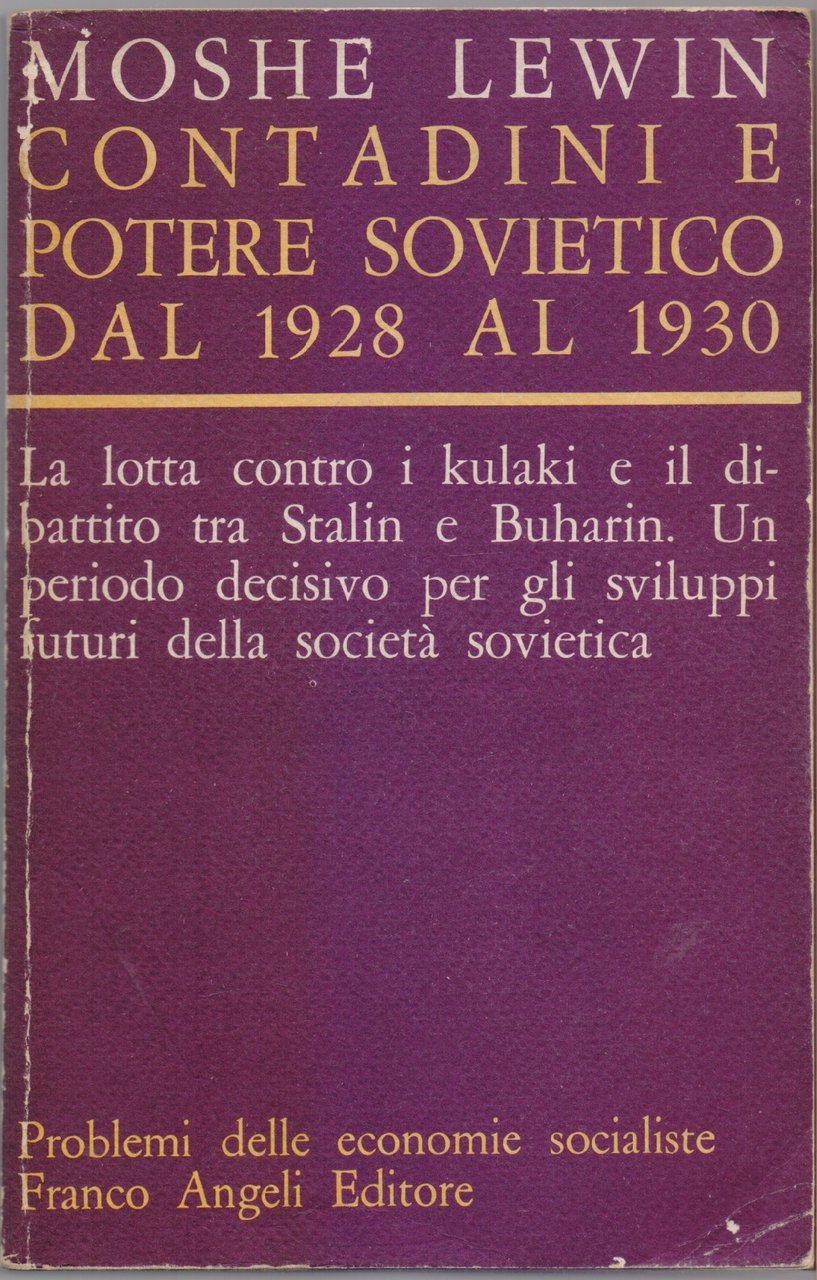 MOSHE LEWIN
CONTADINI E
POTERE SOVIETICO
DAL 1928 AL 1930
La lotta contro i kulaki e il di-
battito tra Stalin e Buharin. Un
periodo decisivo per gli sviluppi
futuri della società sovietica
Problemi delle economie socialiste
Franco Angeli Editore